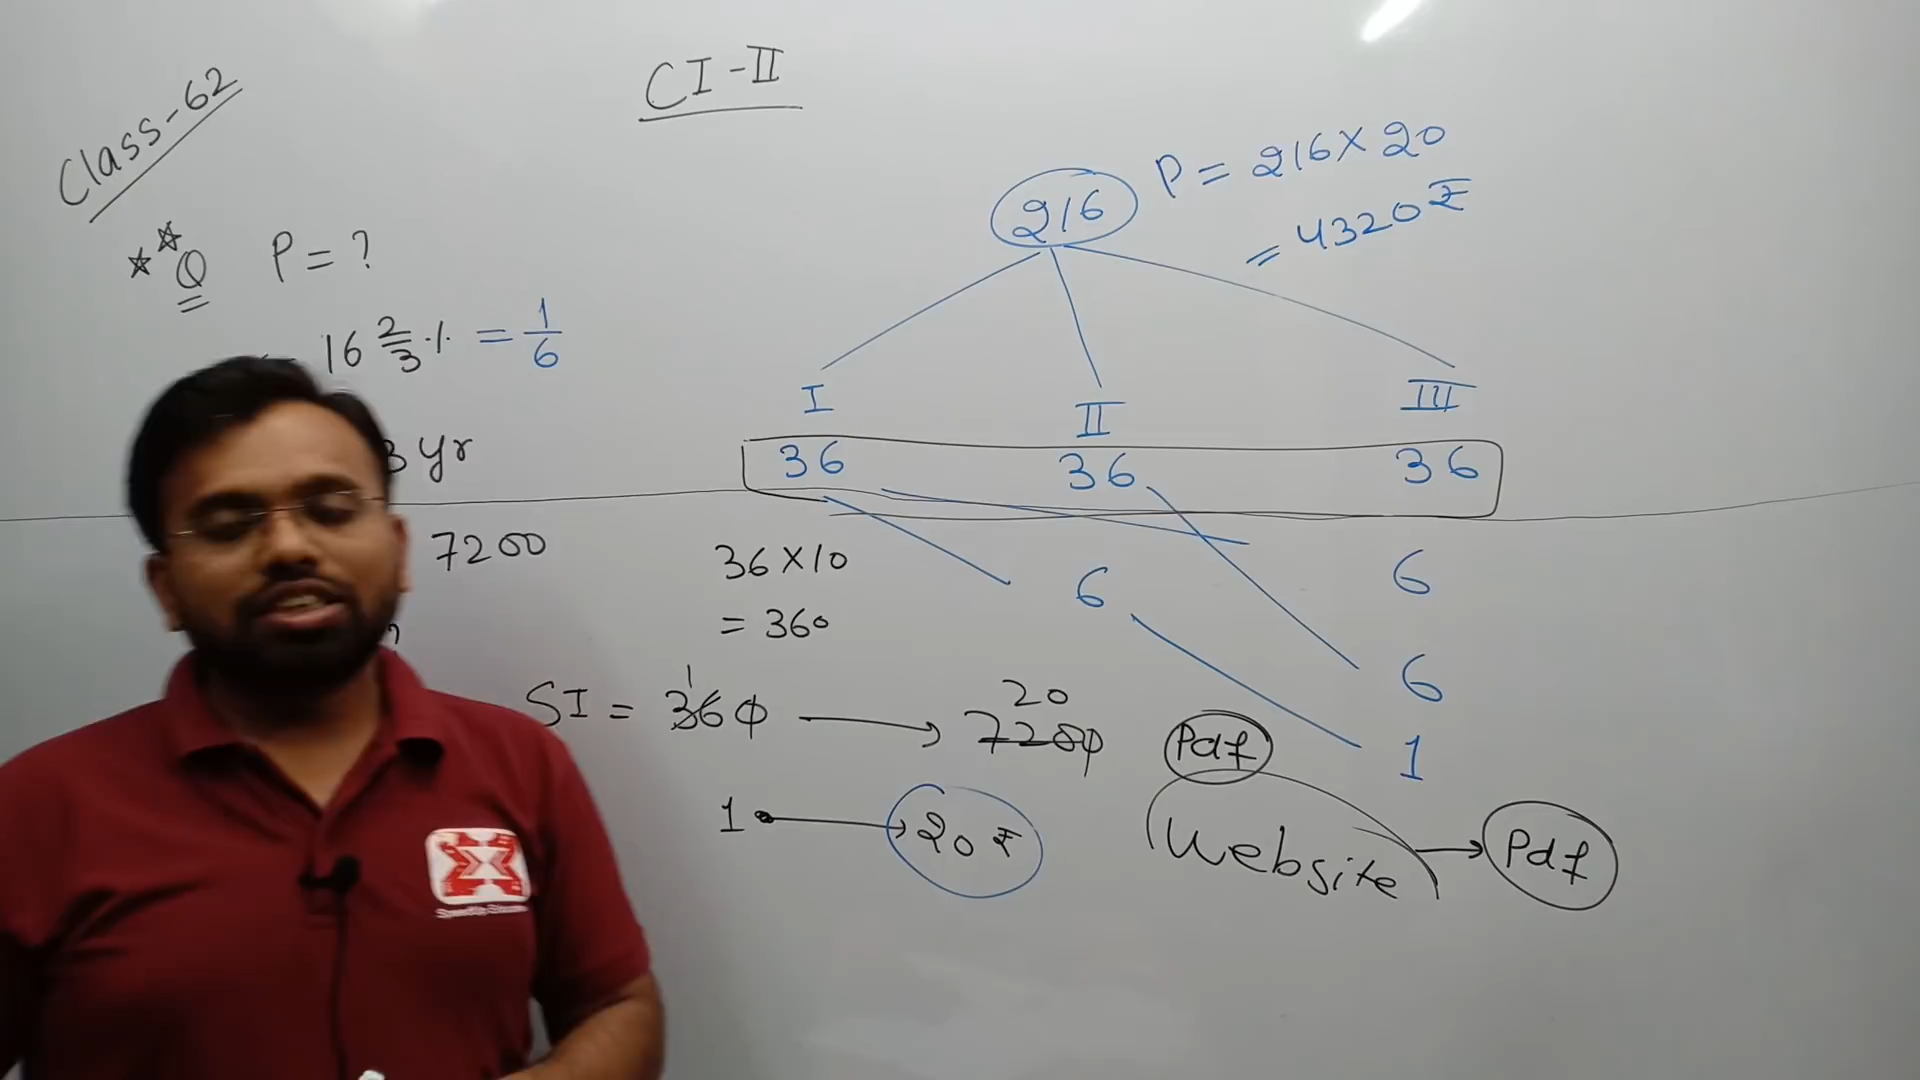 Class-62
CI-II
Q P = ?
16 2/3 % = 1/6
3 yr
7200
?
216
P = 216 × 20
= 4320 ₹
I II III
36 36 36
6 6
6
1
36 × 10
= 360
SI = 360 → 7200
1
20
1 → 20 ₹
Pdf
Website → Pdf